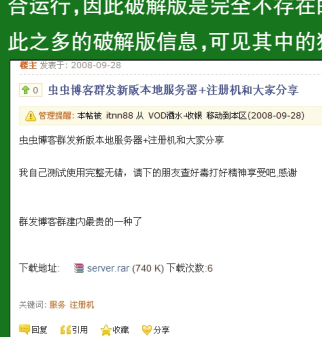 合运行,因此破解版是完全不存在的
此之多的破解版信息,可见其中的猫
楼主 发表于: 2008-09-28
0 虫虫博客群发新版本地服务器+注册机和大家分享
管理提醒: 本帖被 itnn88 从 VOD酒水+收银 移动到本区(2008-09-28)
虫虫博客群发新版本地服务器+注册机和大家分享
我自己测试使用完整无错，请下的朋友查好毒打好精神享受吧,感谢
群发博客群建内最贵的一种了
下载地址: server.rar (740 K) 下载次数:6
关键词: 服务 注册机
回复 引用 收藏 分享